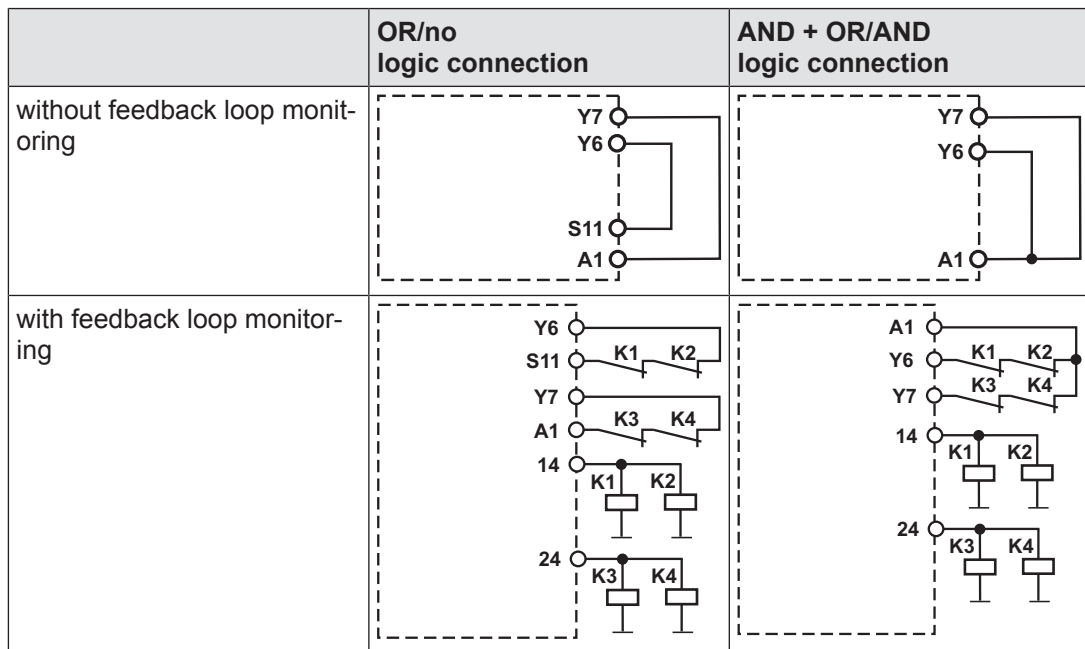 OR/no
logic connection
AND + OR/AND
logic connection
without feedback loop monit-
oring
Y7
Y6
S11
A1
Y7
Y6
A1
with feedback loop monitor-
ing
Y6
S11 K1 K2
Y7
A1 K3 K4
14
K1 K2
24
K3 K4
A1
Y6 K1 K2
Y7 K3 K4
14
K1 K2
24
K3 K4